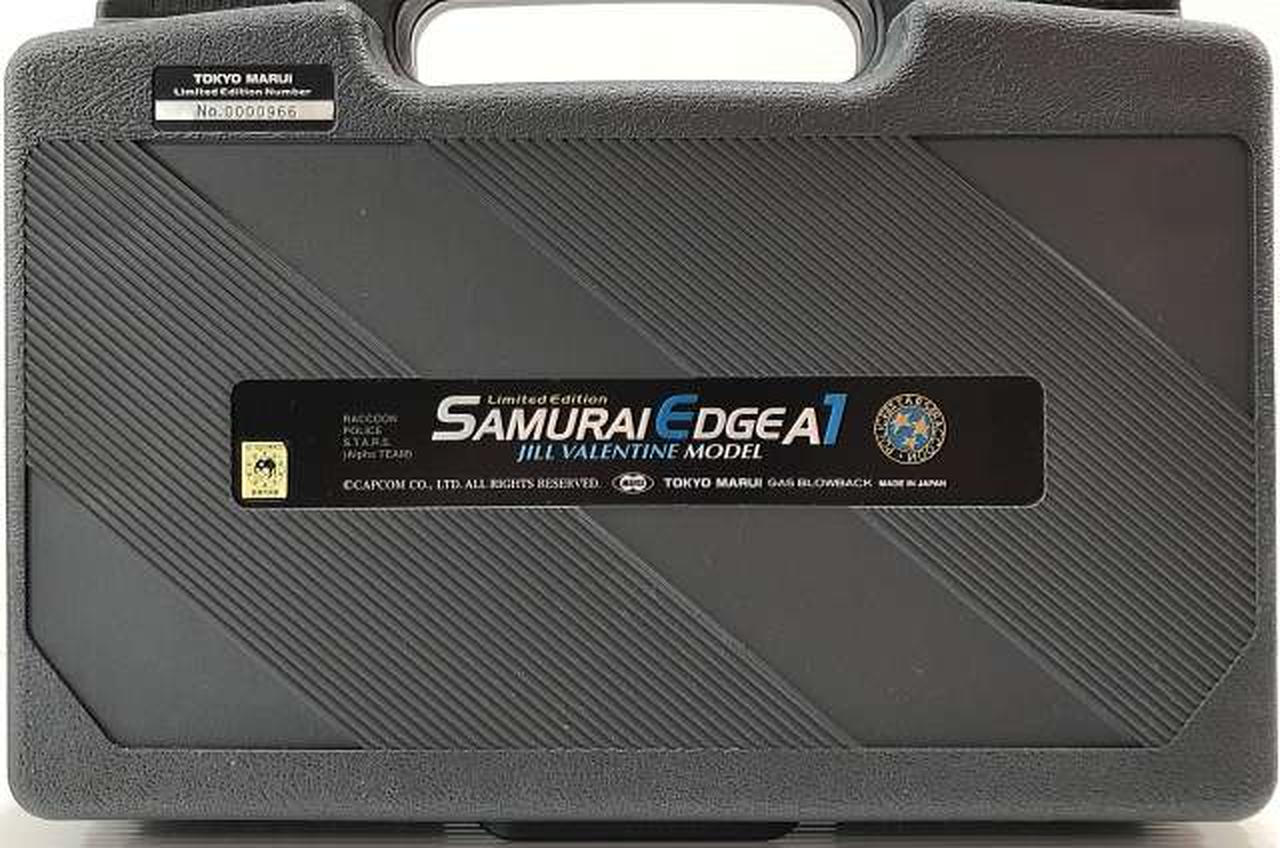 TOKYO MARUI
Limited Edition Number
No.0000966
Limited Edition
SAMURAI EDGE A1
JILL VALENTINE MODEL
RACCOON
POLICE
S.T.A.R.S.
(Alpha TEAM)
©CAPCOM CO., LTD. ALL RIGHTS RESERVED.
TOKYO MARUI GAS BLOWBACK MADE IN JAPAN